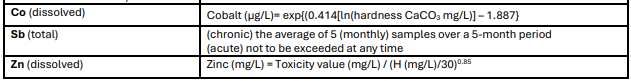 Co (dissolved) Cobalt (µg/L)= exp{(0.414[ln(hardness CaCO₃ mg/L)] – 1.887}
Sb (total) (chronic) the average of 5 (monthly) samples over a 5-month period
(acute) not to be exceeded at any time
Zn (dissolved) Zinc (mg/L) = Toxicity value (mg/L) / (H (mg/L)/30)⁰·⁸⁵